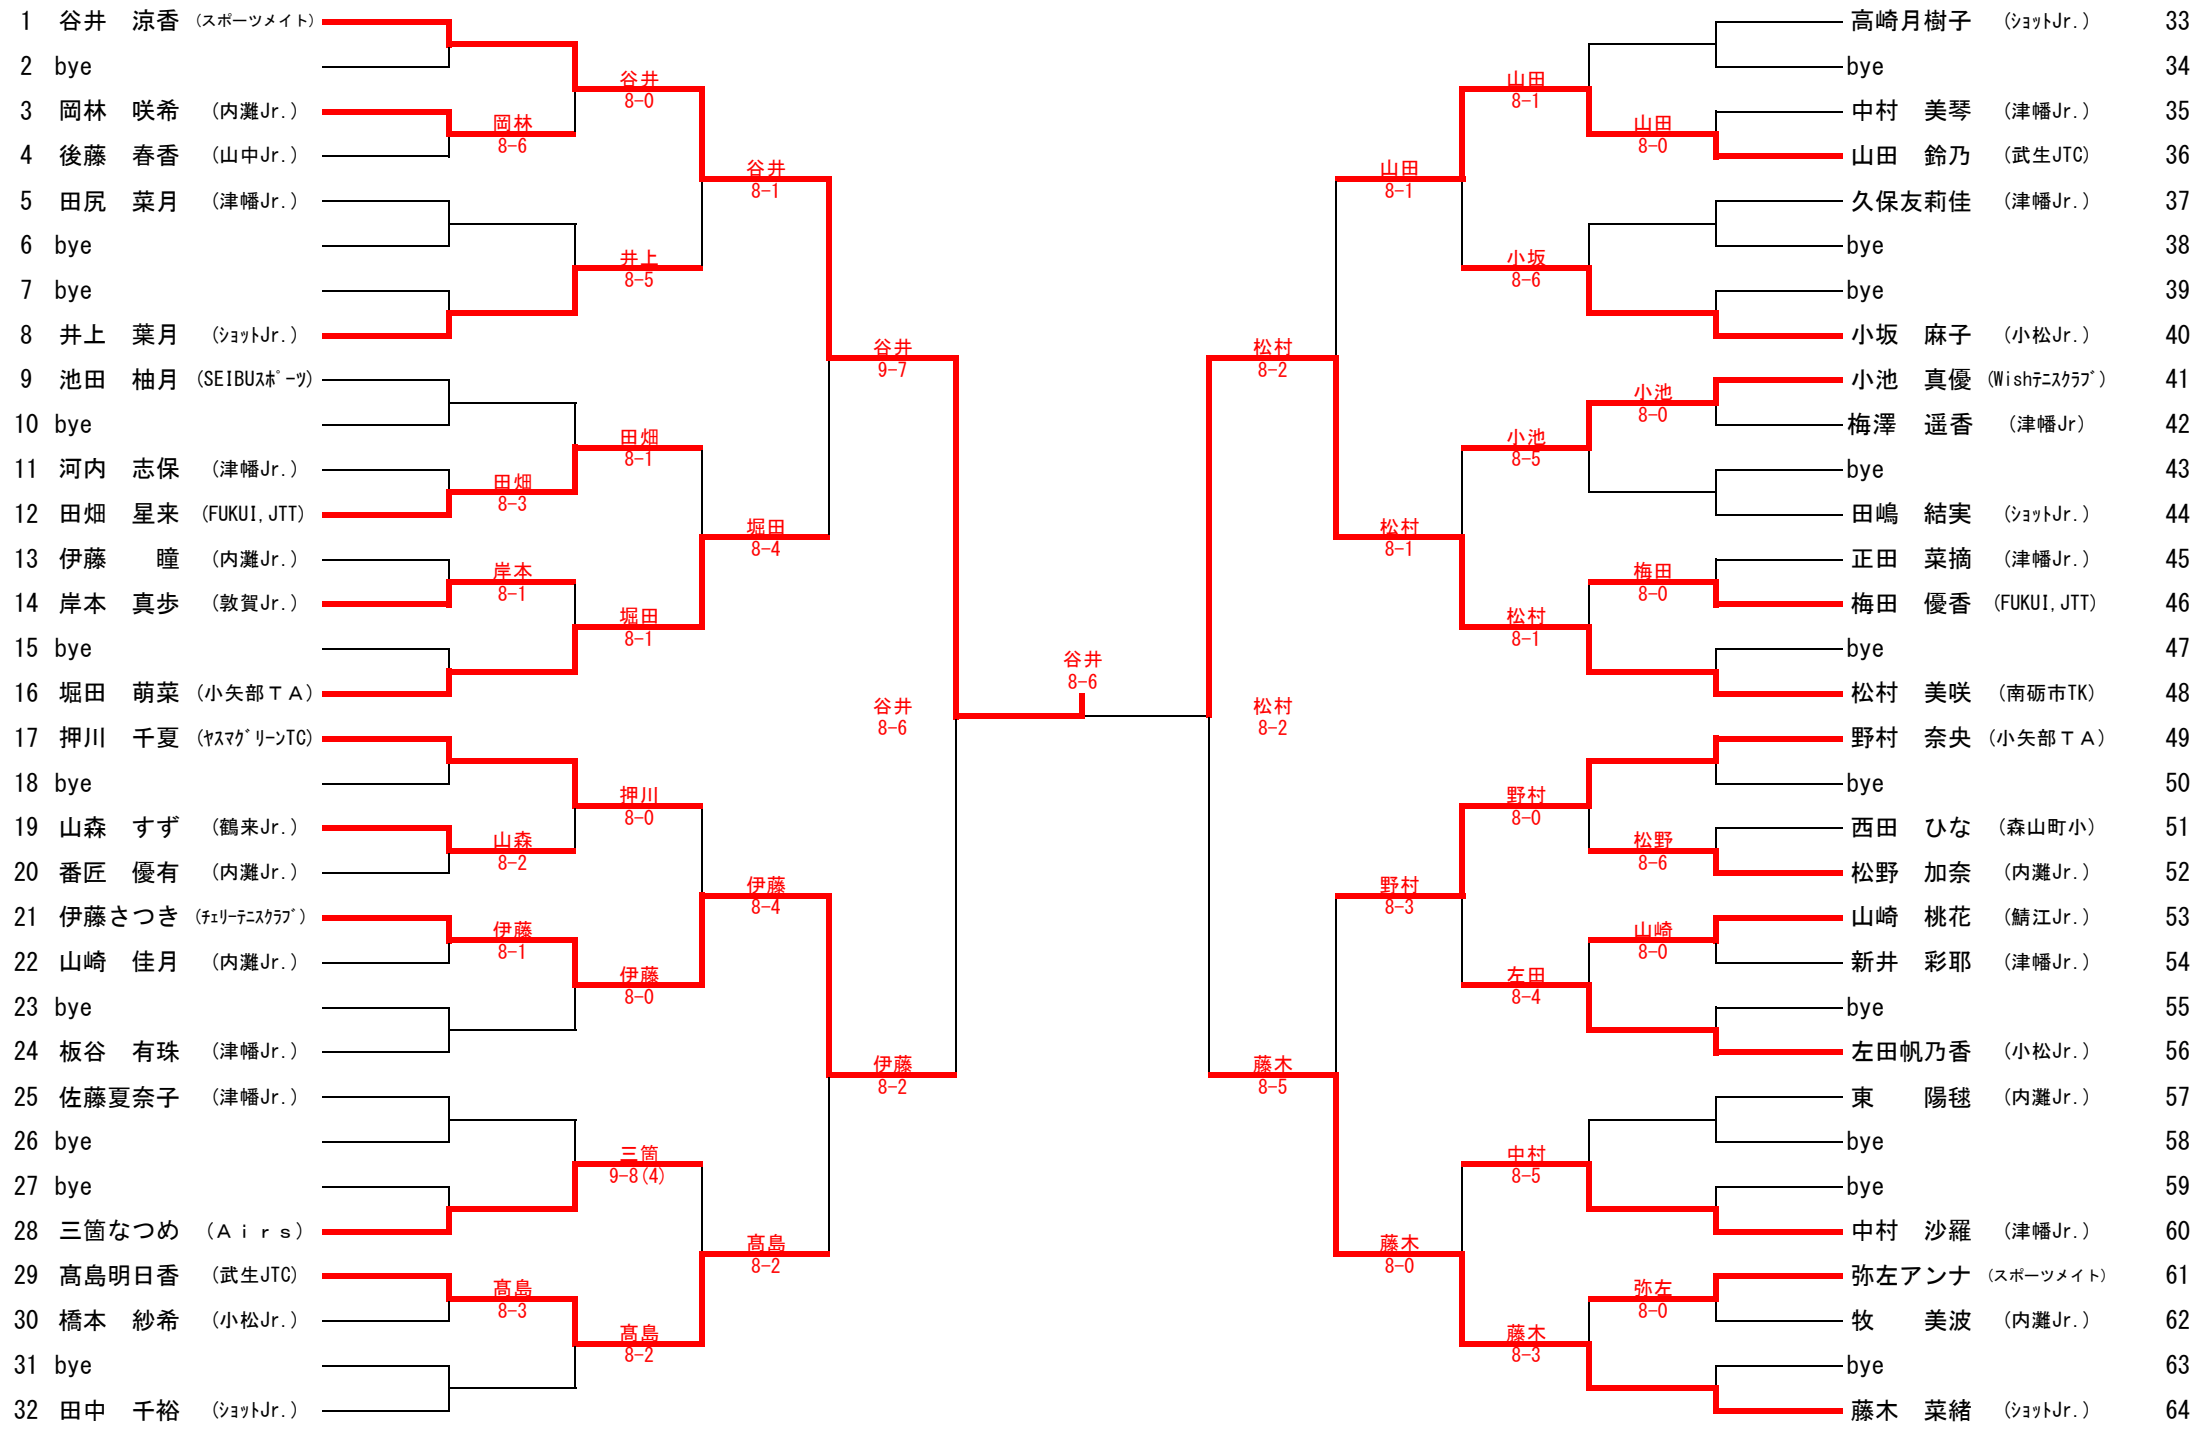 1 谷井 涼香 (スポーツメイト)
2 bye
3 岡林 咲希 (内灘Jr.)
4 後藤 春香 (山中Jr.)
5 田尻 菜月 (津幡Jr.)
6 bye
7 bye
8 井上 葉月 (ｼｮｯﾄJr.)
9 池田 柚月 (SEIBUｽﾎﾟｰﾂ)
10 bye
11 河内 志保 (津幡Jr.)
12 田畑 星来 (FUKUI,JTT)
13 伊藤 瞳 (内灘Jr.)
14 岸本 真歩 (敦賀Jr.)
15 bye
16 堀田 萌菜 (小矢部ＴＡ)
17 押川 千夏 (ﾔｽﾏｸﾞﾘｰﾝTC)
18 bye
19 山森 すず (鶴来Jr.)
20 番匠 優有 (内灘Jr.)
21 伊藤さつき (ﾁｪﾘｰﾃﾆｽｸﾗﾌﾞ)
22 山崎 佳月 (内灘Jr.)
23 bye
24 板谷 有珠 (津幡Jr.)
25 佐藤夏奈子 (津幡Jr.)
26 bye
27 bye
28 三箇なつめ (Ａｉｒｓ)
29 髙島明日香 (武生JTC)
30 橋本 紗希 (小松Jr.)
31 bye
32 田中 千裕 (ｼｮｯﾄJr.)
岡林
8-6
田畑
8-3
岸本
8-1
山森
8-2
伊藤
8-1
髙島
8-3
谷井
8-0
井上
8-5
田畑
8-1
堀田
8-1
押川
8-0
伊藤
8-0
三箇
9-8(4)
髙島
8-2
谷井
8-1
堀田
8-4
伊藤
8-4
髙島
8-2
谷井
9-7
谷井
8-6
伊藤
8-2
谷井
8-6
松村
8-2
松村
8-2
藤木
8-5
山田
8-1
松村
8-1
野村
8-3
藤木
8-0
山田
8-1
小坂
8-6
小池
8-5
松村
8-1
野村
8-0
左田
8-4
中村
8-5
藤木
8-3
山田
8-0
小池
8-0
梅田
8-0
松野
8-6
山崎
8-0
弥左
8-0
高崎月樹子 (ｼｮｯﾄJr.) 33
bye 34
中村 美琴 (津幡Jr.) 35
山田 鈴乃 (武生JTC) 36
久保友莉佳 (津幡Jr.) 37
bye 38
bye 39
小坂 麻子 (小松Jr.) 40
小池 真優 (Wishﾃﾆｽｸﾗﾌﾞ) 41
梅澤 遥香 (津幡Jr) 42
bye 43
田嶋 結実 (ｼｮｯﾄJr.) 44
正田 菜摘 (津幡Jr.) 45
梅田 優香 (FUKUI,JTT) 46
bye 47
松村 美咲 (南砺市TK) 48
野村 奈央 (小矢部ＴＡ) 49
bye 50
西田 ひな (森山町小) 51
松野 加奈 (内灘Jr.) 52
山崎 桃花 (鯖江Jr.) 53
新井 彩耶 (津幡Jr.) 54
bye 55
左田帆乃香 (小松Jr.) 56
東 陽毬 (内灘Jr.) 57
bye 58
bye 59
中村 沙羅 (津幡Jr.) 60
弥左アンナ (スポーツメイト) 61
牧 美波 (内灘Jr.) 62
bye 63
藤木 菜緒 (ｼｮｯﾄJr.) 64